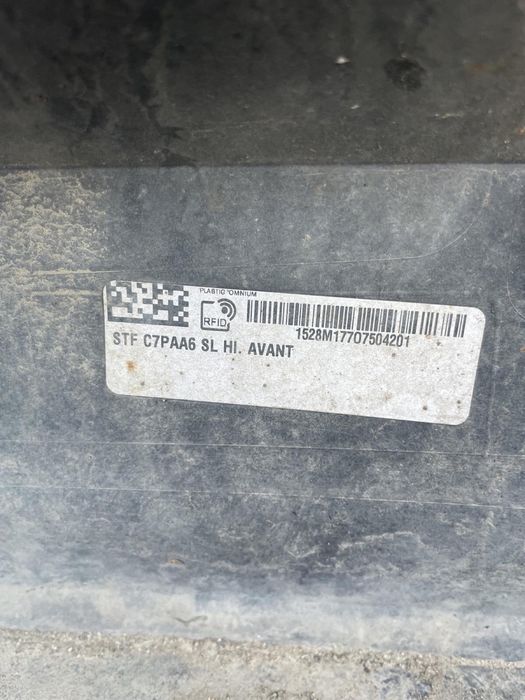 PLASTIC OMNIUM
RFID
1528M17707504201
STF C7PAA6 SL HI. AVANT